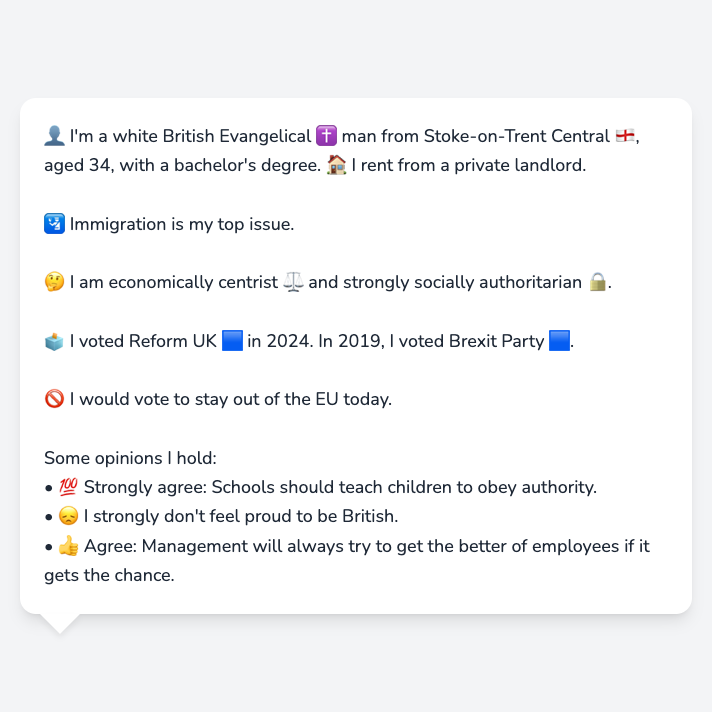 👤 I'm a white British Evangelical ✝️ man from Stoke-on-Trent Central 🏴󠁧󠁢󠁥󠁮󠁧󠁿,
aged 34, with a bachelor's degree. 🏠 I rent from a private landlord.
🛂 Immigration is my top issue.
🤔 I am economically centrist ⚖️ and strongly socially authoritarian 🔒.
🗳️ I voted Reform UK 🟦 in 2024. In 2019, I voted Brexit Party 🟦.
🚫 I would vote to stay out of the EU today.
Some opinions I hold:
• 💯 Strongly agree: Schools should teach children to obey authority.
• 😞 I strongly don't feel proud to be British.
• 👍 Agree: Management will always try to get the better of employees if it
gets the chance.